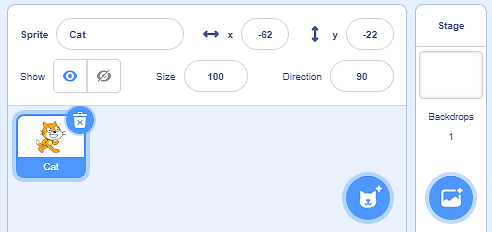 Sprite Cat x -62 y -22
Show Size 100 Direction 90
Cat
Stage
Backdrops
1